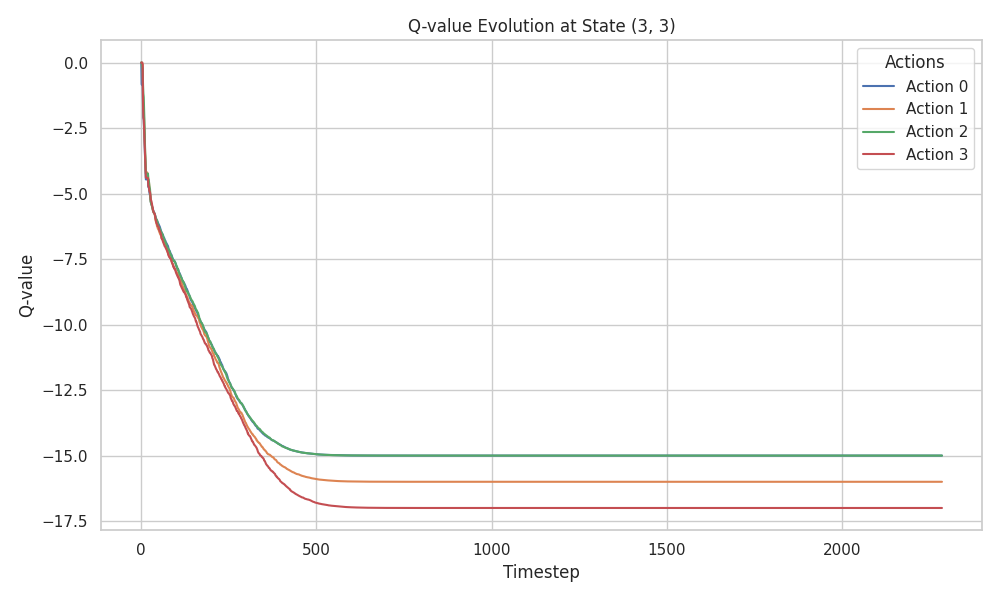 Q-value Evolution at State (3, 3)
Actions
Action 0
Action 1
Action 2
Action 3
Q-value
0.0
−2.5
−5.0
−7.5
−10.0
−12.5
−15.0
−17.5
0 500 1000 1500 2000
Timestep